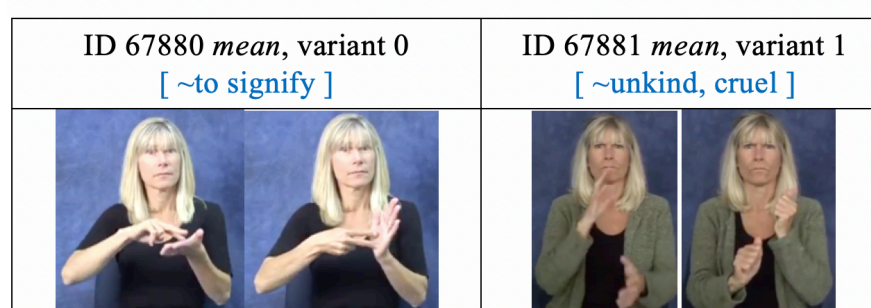 ID 67880 mean, variant 0
[ ~to signify ]
ID 67881 mean, variant 1
[ ~unkind, cruel ]